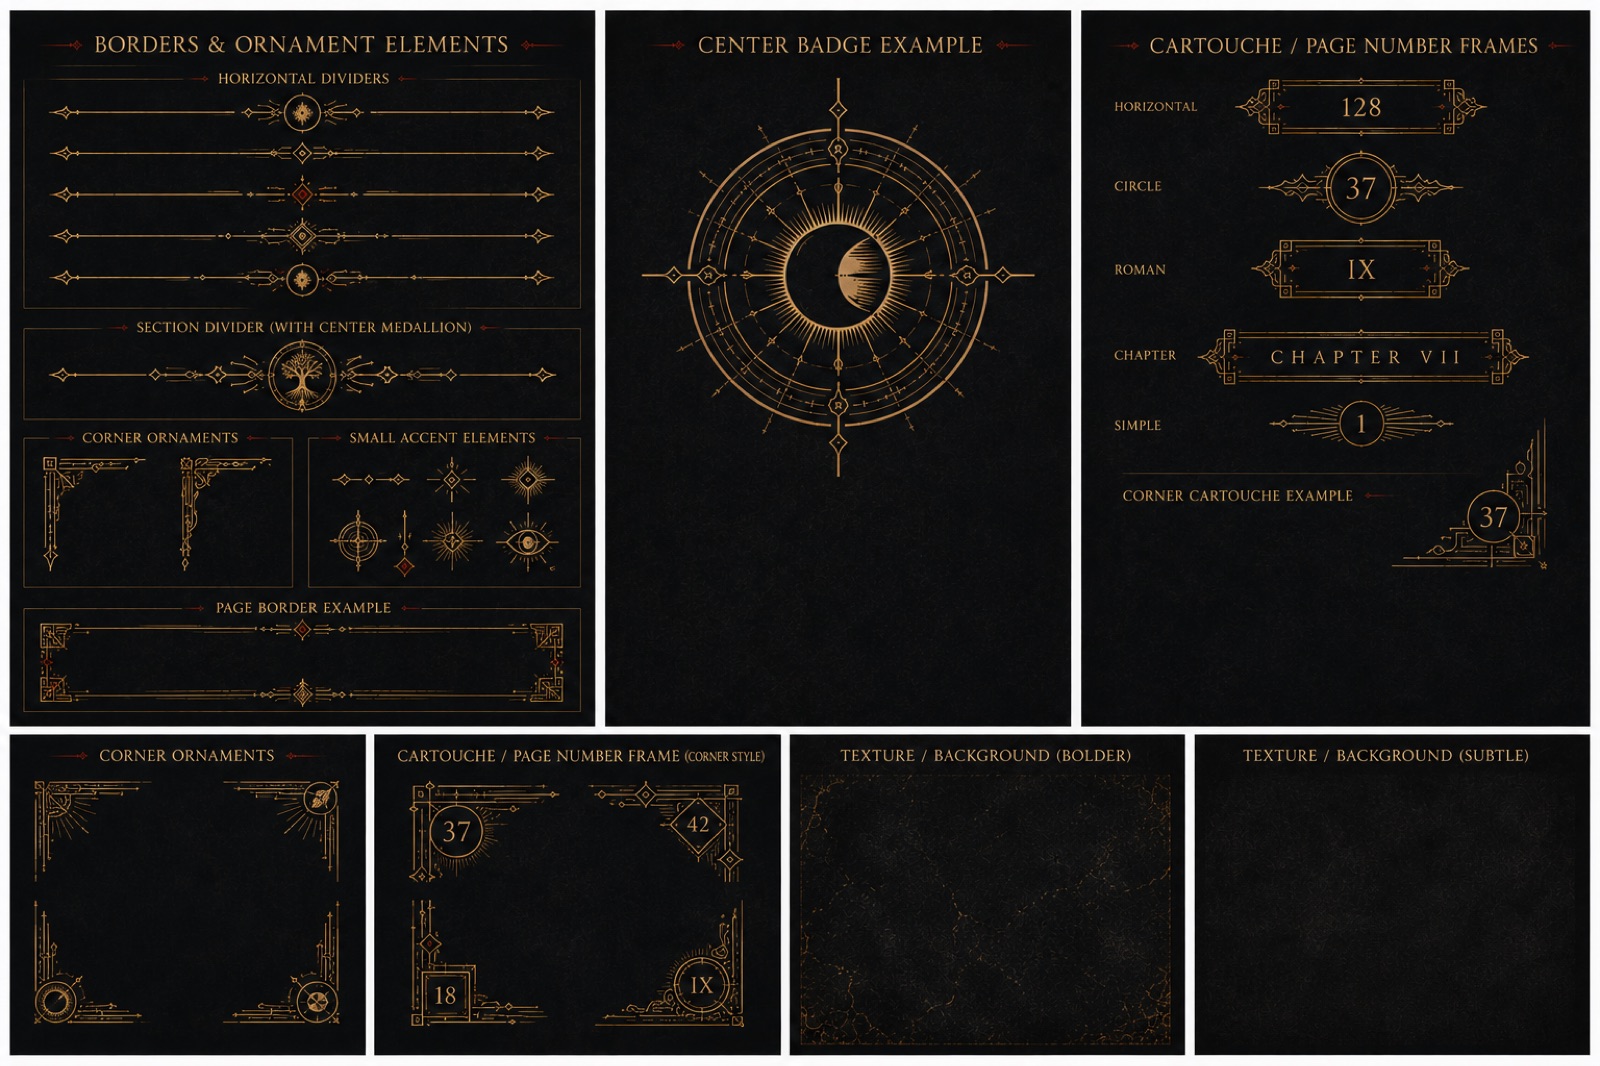 BORDERS & ORNAMENT ELEMENTS
HORIZONTAL DIVIDERS
SECTION DIVIDER (WITH CENTER MEDALLION)
CORNER ORNAMENTS
SMALL ACCENT ELEMENTS
PAGE BORDER EXAMPLE
CENTER BADGE EXAMPLE
CARTOUCHE / PAGE NUMBER FRAMES
HORIZONTAL
128
CIRCLE
37
ROMAN
IX
CHAPTER
CHAPTER VII
SIMPLE
1
CORNER CARTOUCHE EXAMPLE
37
CORNER ORNAMENTS
CARTOUCHE / PAGE NUMBER FRAME (CORNER STYLE)
37
42
18
IX
TEXTURE / BACKGROUND (BOLDER)
TEXTURE / BACKGROUND (SUBTLE)